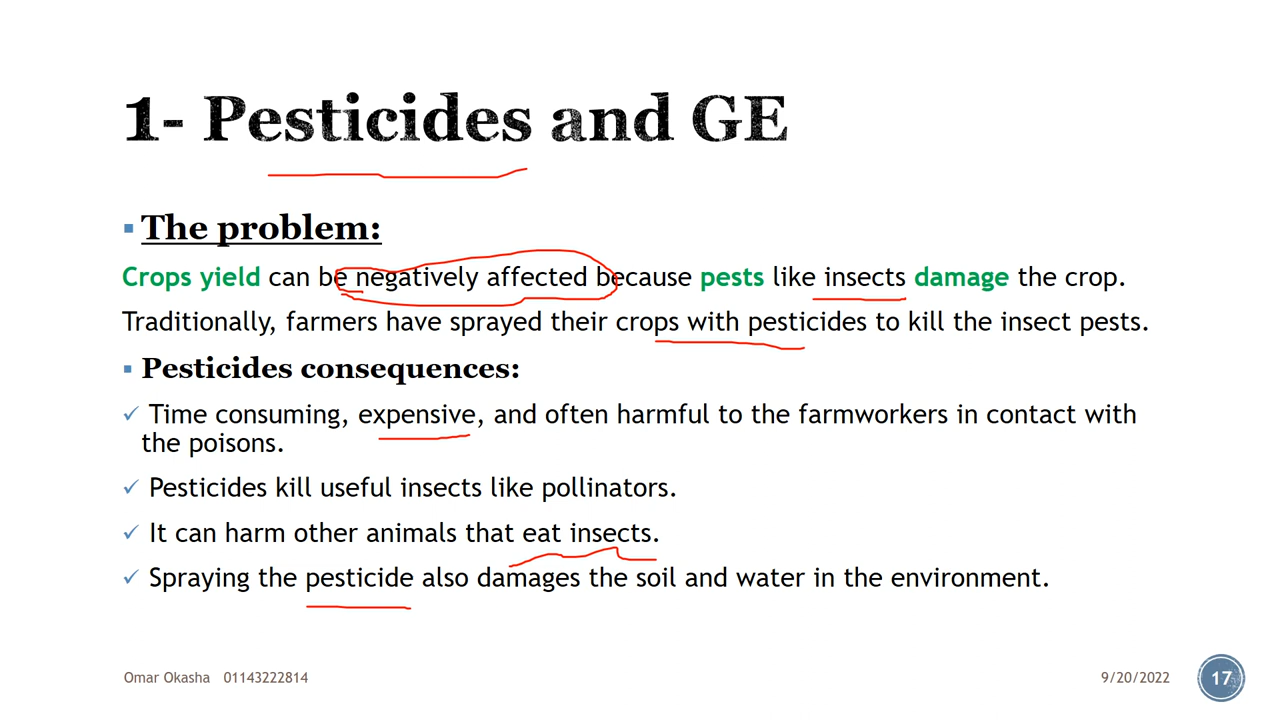 1- Pesticides and GE
▪ The problem:
Crops yield can be negatively affected because pests like insects damage the crop.
Traditionally, farmers have sprayed their crops with pesticides to kill the insect pests.
▪ Pesticides consequences:
✓ Time consuming, expensive, and often harmful to the farmworkers in contact with
the poisons.
✓ Pesticides kill useful insects like pollinators.
✓ It can harm other animals that eat insects.
✓ Spraying the pesticide also damages the soil and water in the environment.
Omar Okasha 01143222814 9/20/2022 17